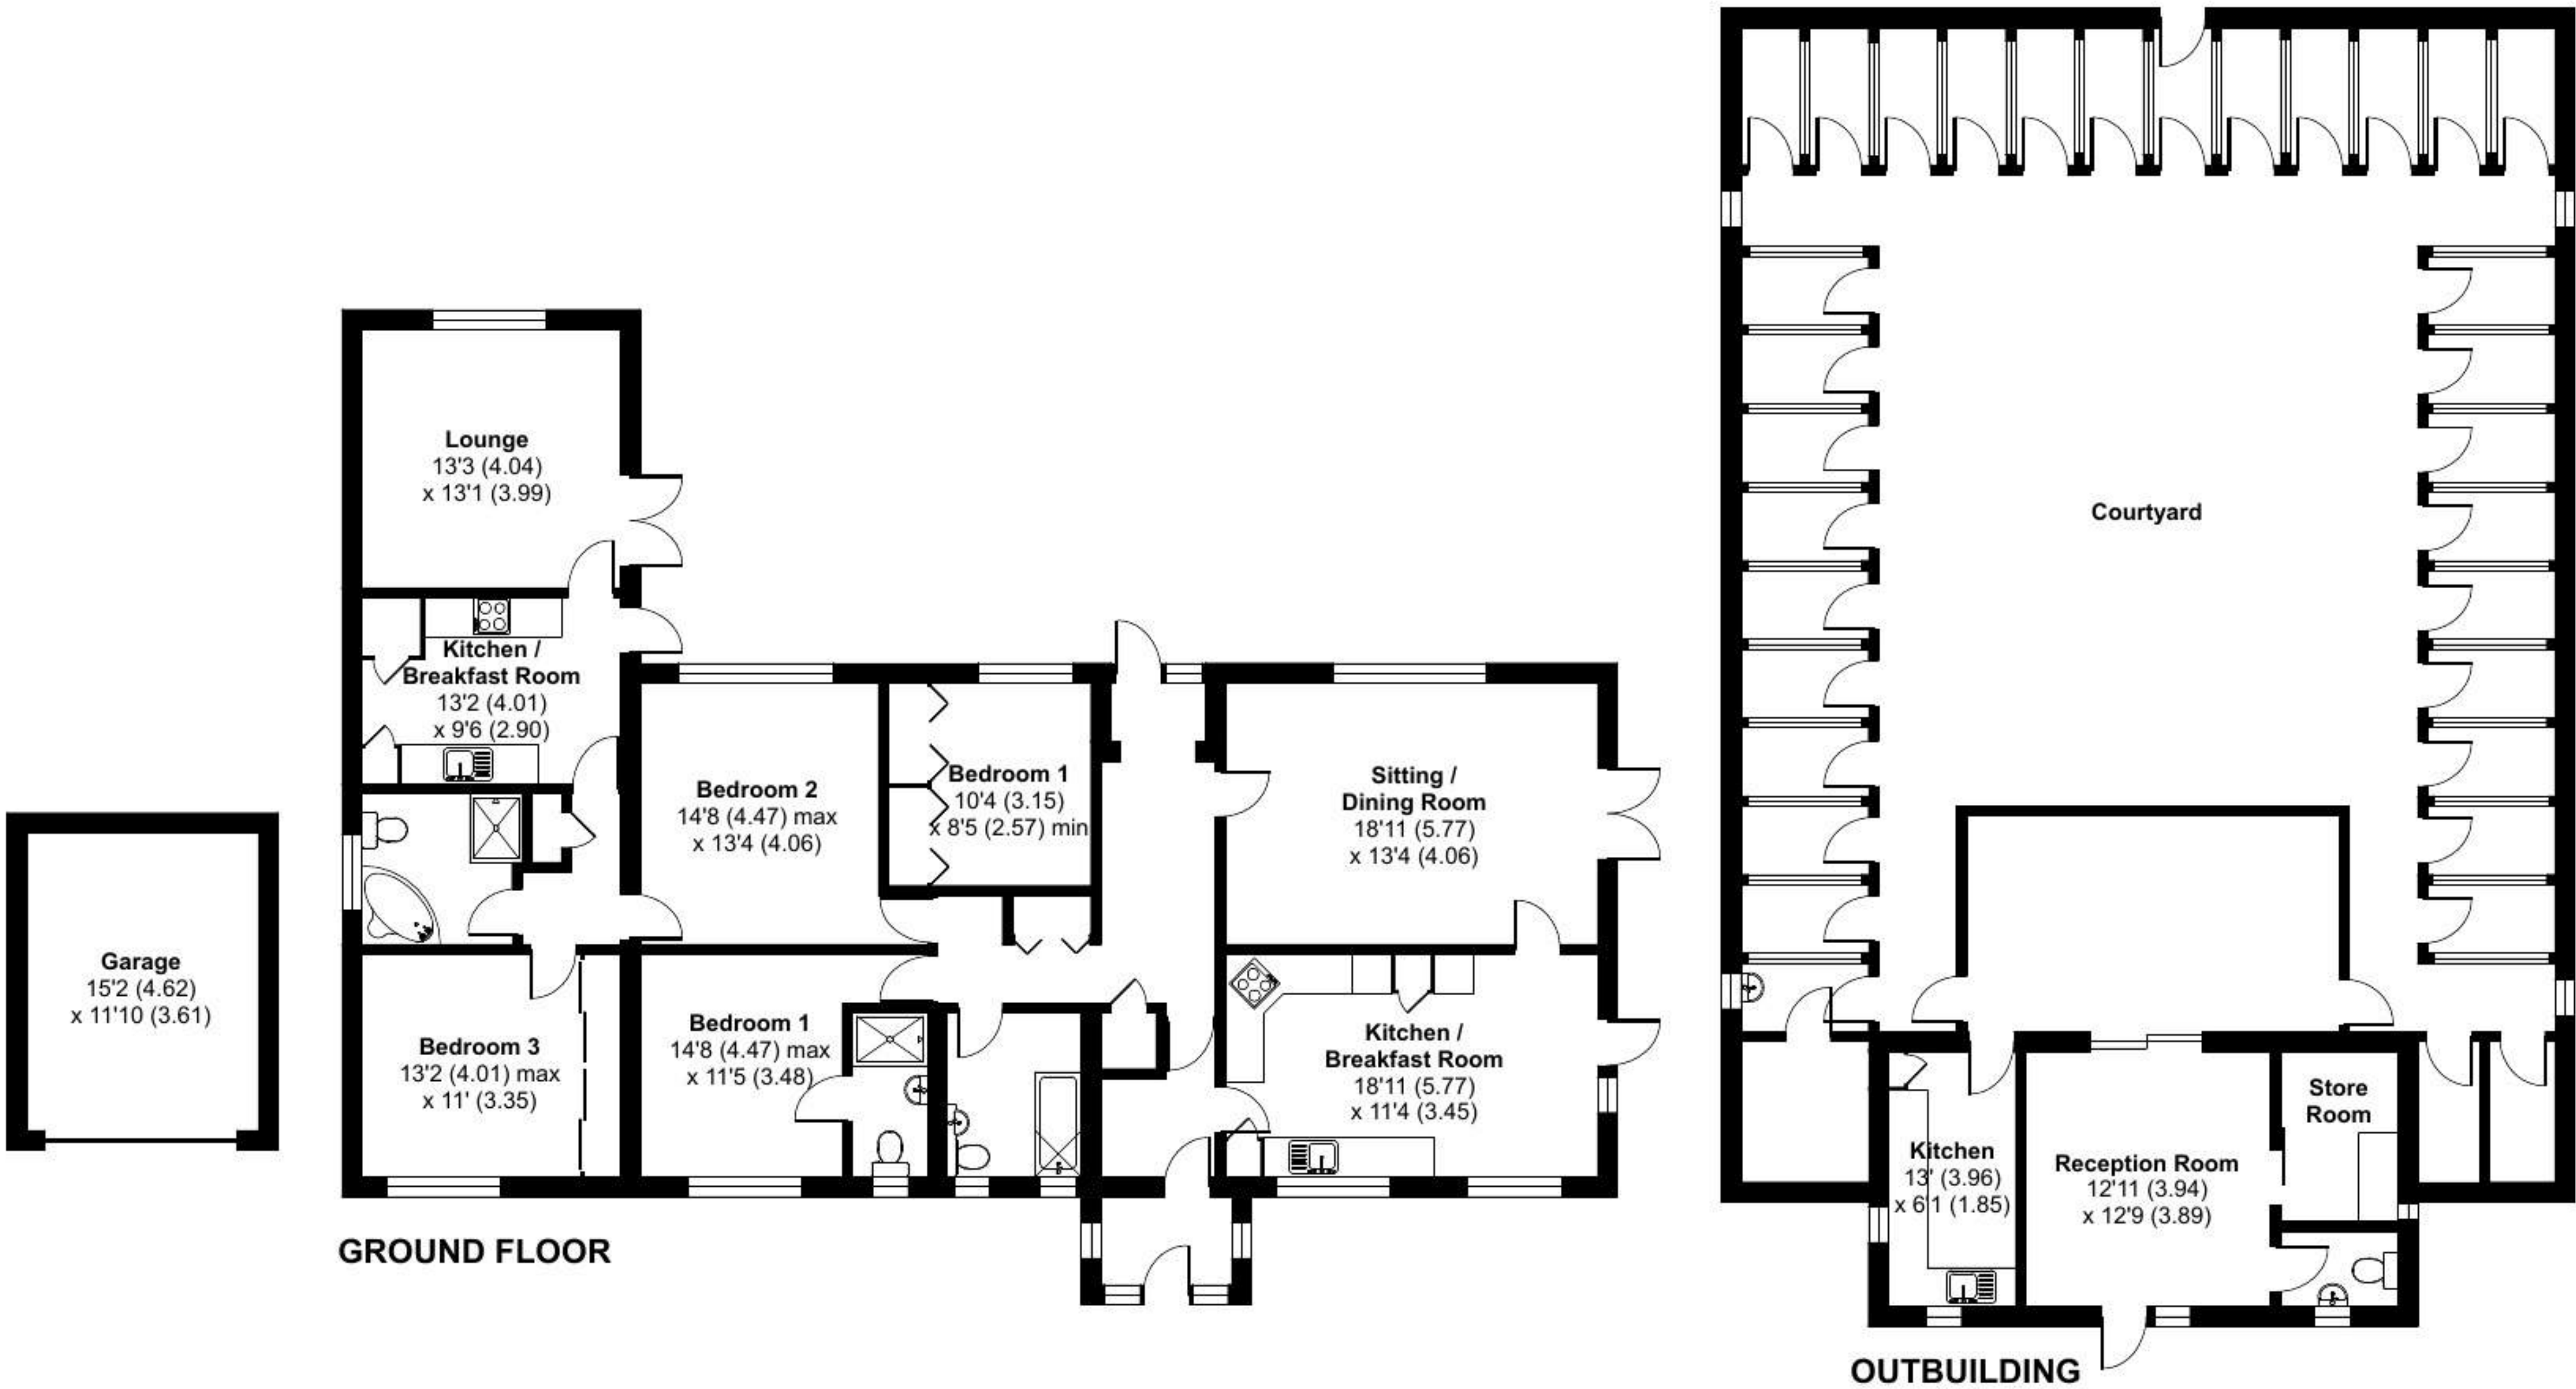 Lounge
13'3 (4.04)
x 13'1 (3.99)
Kitchen /
Breakfast Room
13'2 (4.01)
x 9'6 (2.90)
Bedroom 2
14'8 (4.47) max
x 13'4 (4.06)
Bedroom 1
10'4 (3.15)
x 8'5 (2.57) min
Sitting /
Dining Room
18'11 (5.77)
x 13'4 (4.06)
Garage
15'2 (4.62)
x 11'10 (3.61)
Bedroom 3
13'2 (4.01) max
x 11' (3.35)
Bedroom 1
14'8 (4.47) max
x 11'5 (3.48)
Kitchen /
Breakfast Room
18'11 (5.77)
x 11'4 (3.45)
GROUND FLOOR
Courtyard
Kitchen
13' (3.96)
x 6'1 (1.85)
Reception Room
12'11 (3.94)
x 12'9 (3.89)
Store
Room
OUTBUILDING